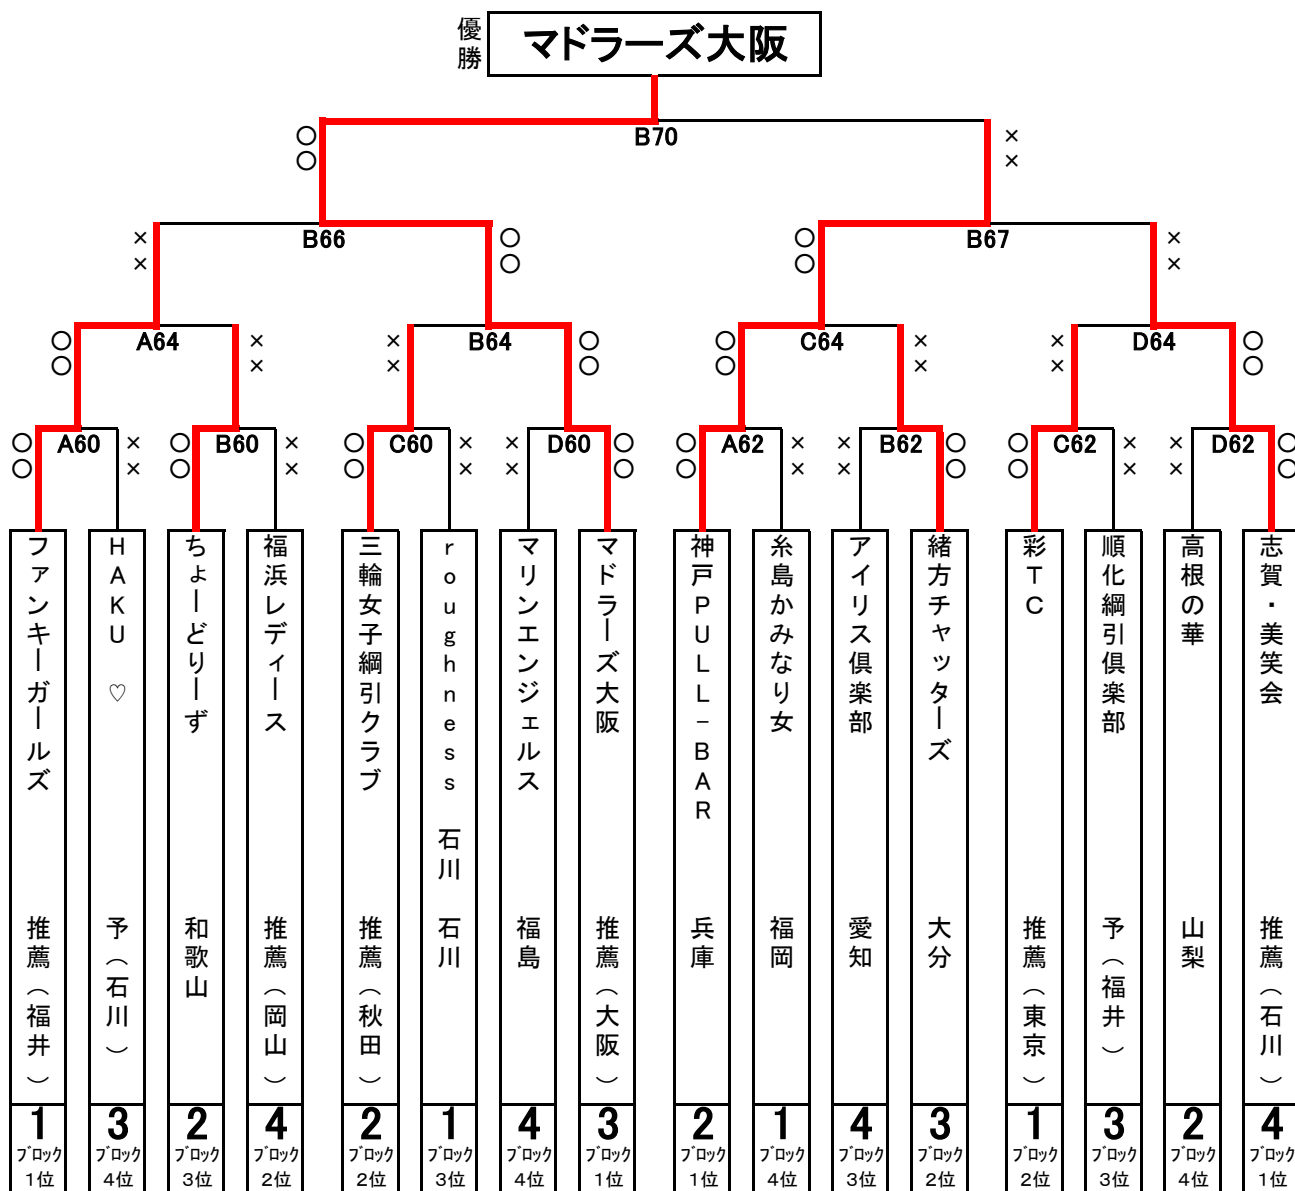 優勝
マドラーズ大阪
○ B70 ×
○ ×
× B66 ○ ○ B67 ×
× ○ ○ ×
○ A64 × × B64 ○ ○ C64 × × D64 ○
○ × × ○ ○ × × ○
○ A60 × ○ B60 × ○ C60 × × D60 ○ ○ A62 × × B62 ○ ○ C62 × × D62 ○
○ × ○ × ○ × × ○ ○ × × ○ ○ × × ○
ファンキーガールズ 推薦（福井）
HAKU ♡ 予（石川）
ちょーどりーず 和歌山
福浜レディース 推薦（岡山）
三輪女子綱引クラブ 推薦（秋田）
roughness 石川 石川
マリンエンジェルス 福島
マドラーズ大阪 推薦（大阪）
神戸PULL-BAR 兵庫
糸島かみなり女 福岡
アイリス倶楽部 愛知
緒方チャッターズ 大分
彩TC 推薦（東京）
順化綱引倶楽部 予（福井）
高根の華 山梨
志賀・美笑会 推薦（石川）
1 3 2 4 2 1 4 3 2 1 4 3 1 3 2 4
ブロック ブロック ブロック ブロック ブロック ブロック ブロック ブロック ブロック ブロック ブロック ブロック ブロック ブロック ブロック ブロック
1位 4位 3位 2位 2位 3位 4位 1位 1位 4位 3位 2位 2位 3位 4位 1位